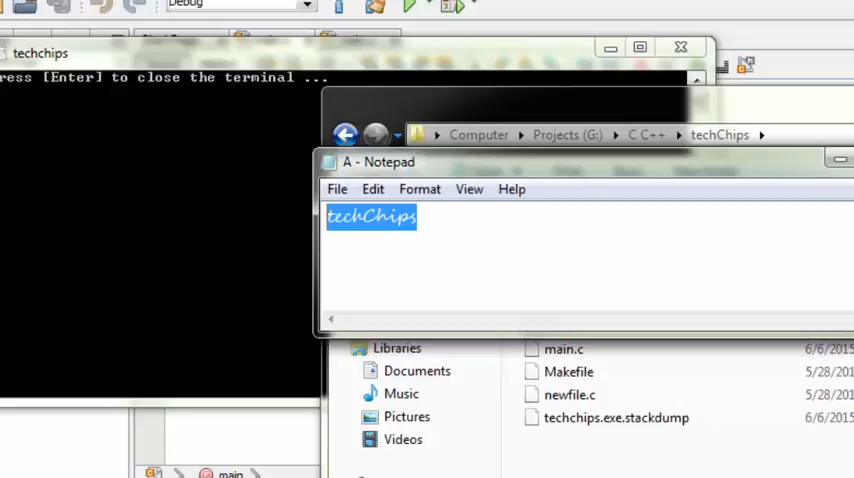 Debug
techchips
ress [Enter] to close the terminal ...
Computer Projects (G:) C C++ techChips
A - Notepad
File Edit Format View Help
techChips
Libraries
Documents
Music
Pictures
Videos
main.c 6/6/2015
Makefile 5/28/201
newfile.c 5/28/201
techchips.exe.stackdump 6/6/2015
main